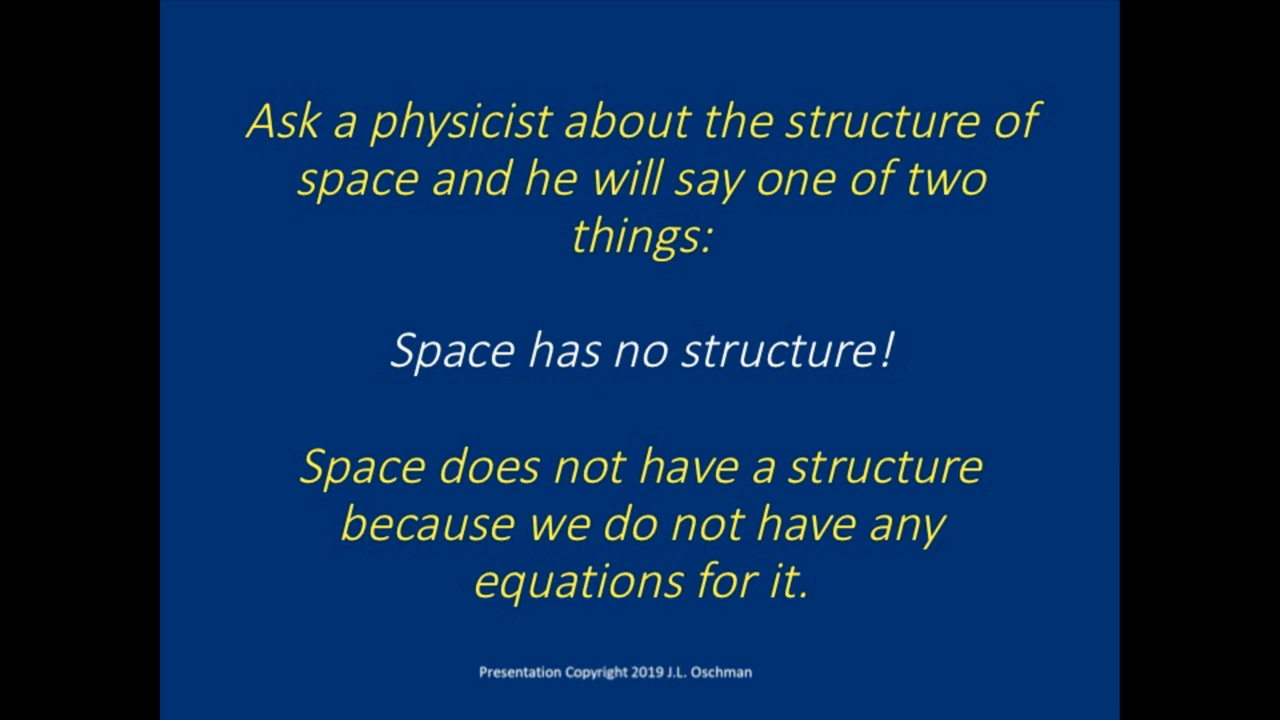 Ask a physicist about the structure of
space and he will say one of two
things:
Space has no structure!
Space does not have a structure
because we do not have any
equations for it.
Presentation Copyright 2019 J.L. Oschman